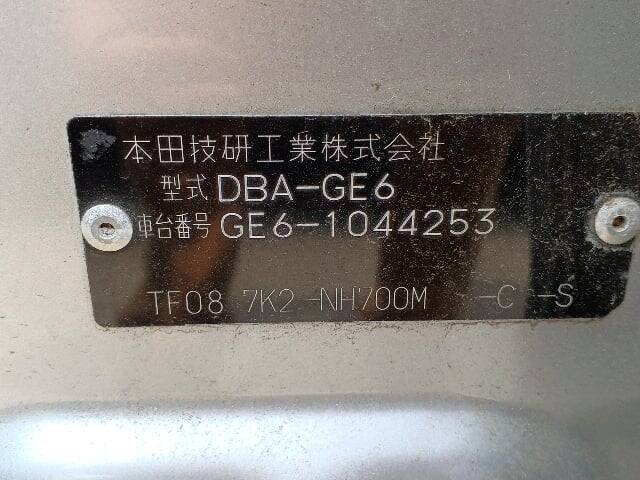 本田技研工業株式会社
型式 DBA-GE6
車台番号 GE6-1044253
TF08 7K2-NH700M -C -S